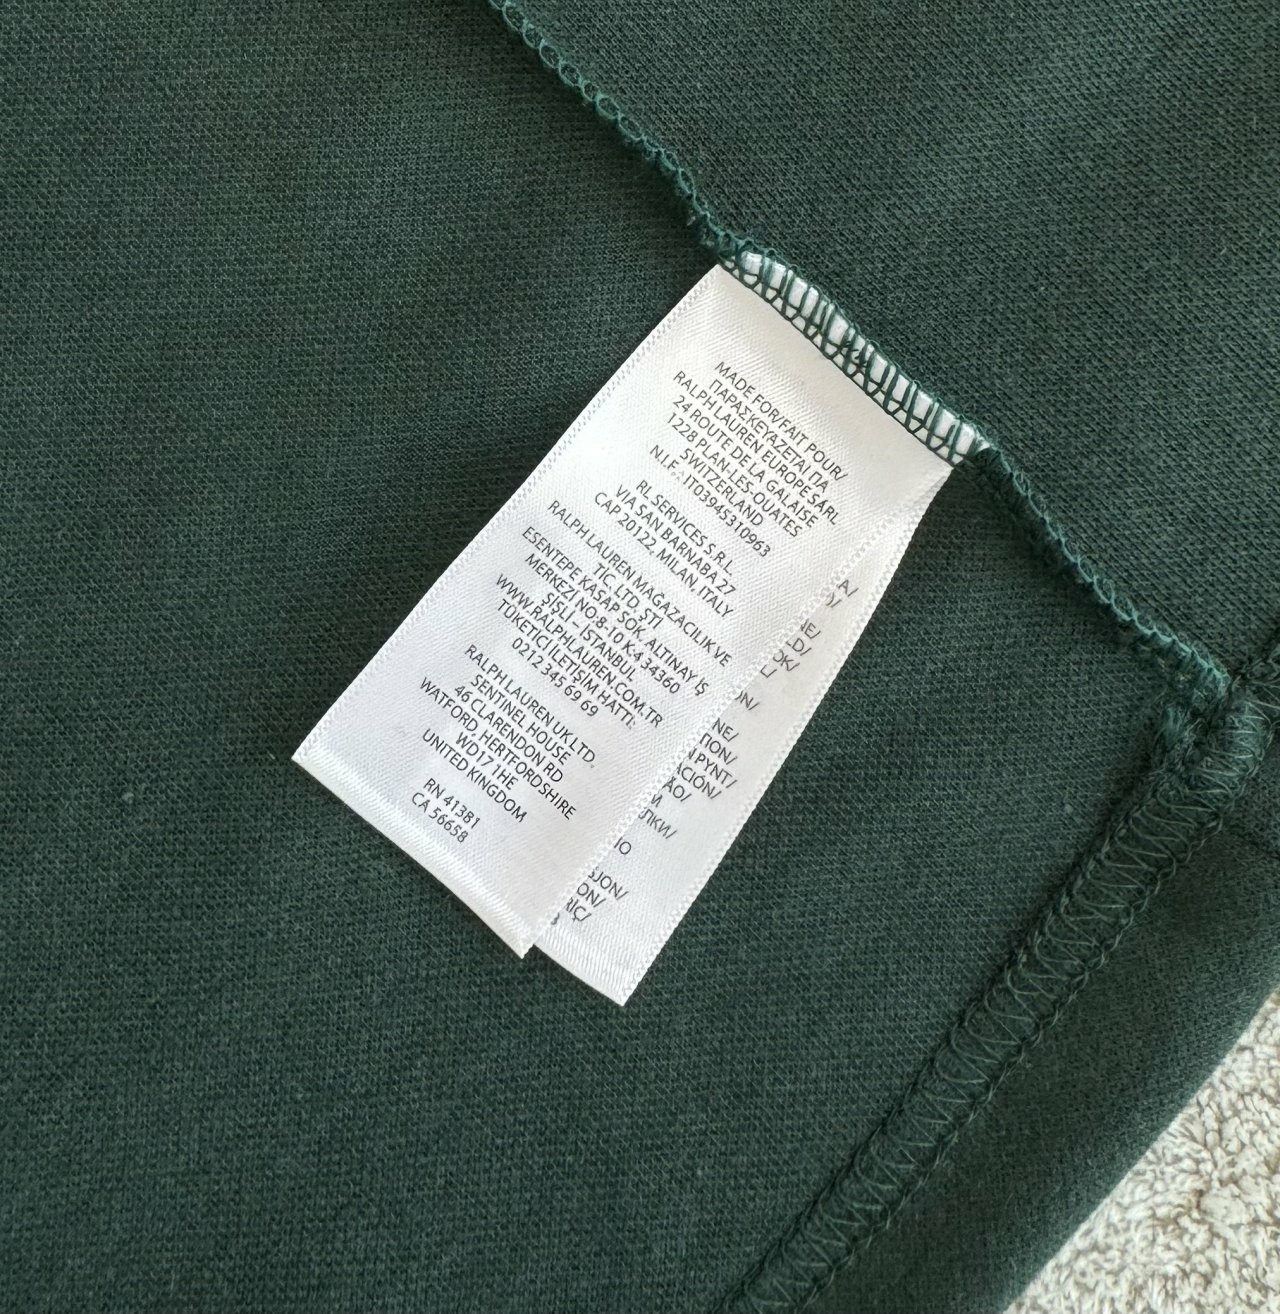 MADE FOR/FAIT POUR/
ΠΑΡΑΣΚΕΥΑΖΕΤΑΙ ΓΙΑ
RALPH LAUREN EUROPE SÀRL
24 ROUTE DE LA GALAISE
1228 PLAN-LES-OUATES
SWITZERLAND
N.I.F. IT03945310963
RL SERVICES S.R.L.
VIA SAN BARNABA 27
CAP 20122, MILAN, ITALY
RALPH LAUREN MAGAZACILIK VE
TIC. LTD. ŞTİ
ESENTEPE KASAP SOK. ALTINAY İŞ
MERKEZİ NO:8-10 K:4 34360
ŞİŞLİ – İSTANBUL
WWW.RALPHLAUREN.COM.TR
TÜKETİCİ İLETİŞİM HATTI:
0212 345 69 69
RALPH LAUREN UK LTD.
SENTINEL HOUSE
46 CLARENDON RD
WATFORD, HERTFORDSHIRE
WD17 1HE
UNITED KINGDOM
RN 41381
CA 56658